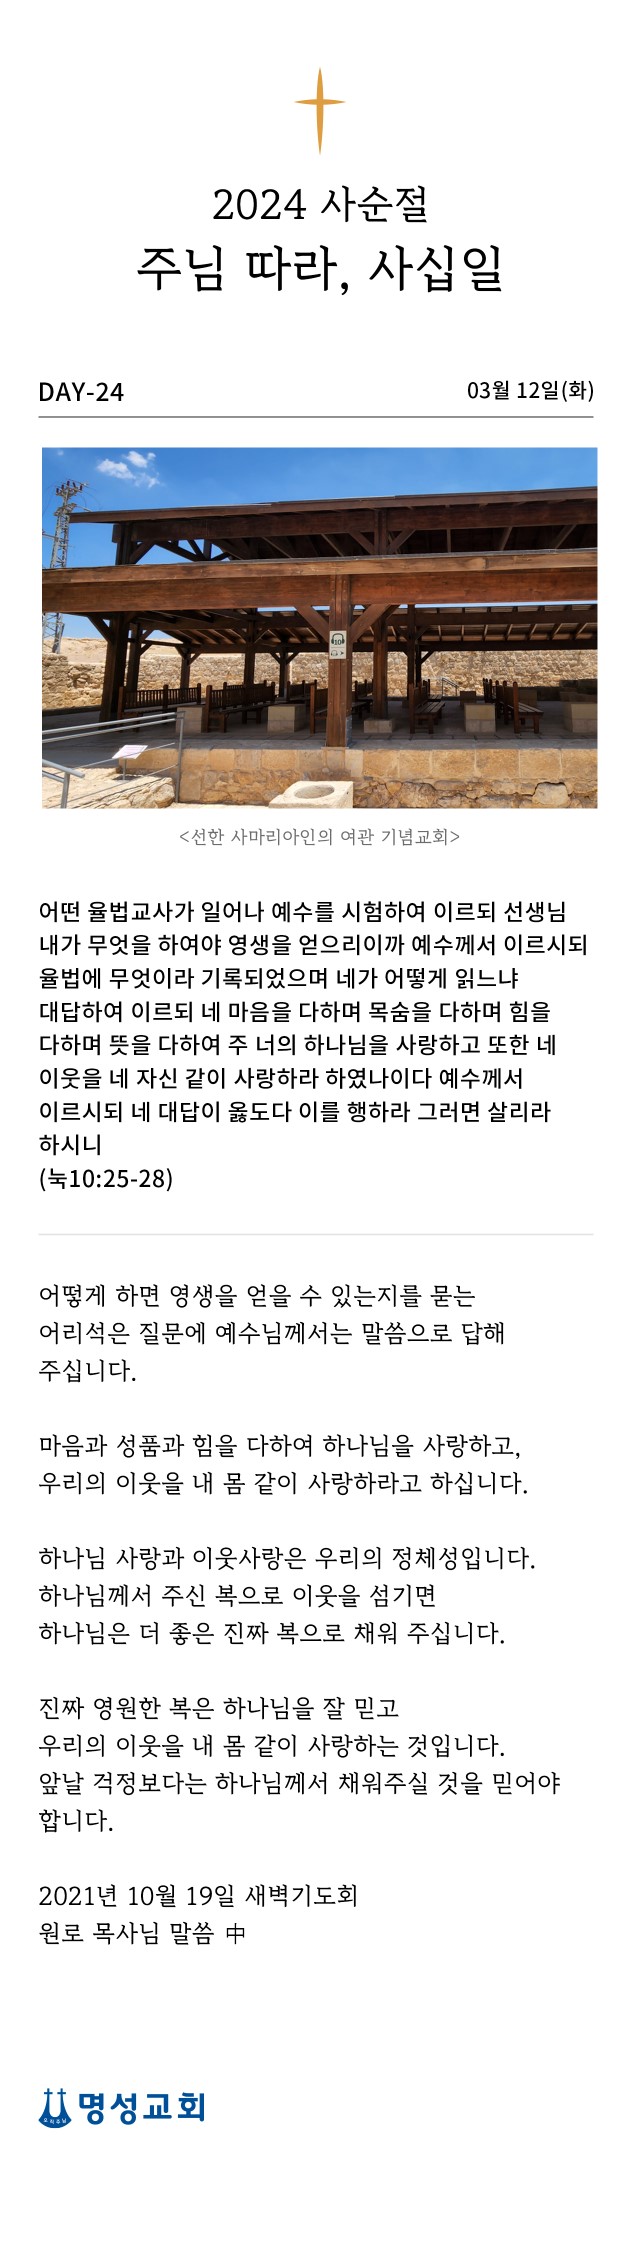 2024 사순절
주님 따라, 사십일
DAY-24
03월 12일(화)
10
<선한 사마리아인의 여관 기념교회>
어떤 율법교사가 일어나 예수를 시험하여 이르되 선생님
내가 무엇을 하여야 영생을 얻으리이까 예수께서 이르시되
율법에 무엇이라 기록되었으며 네가 어떻게 읽느냐
대답하여 이르되 네 마음을 다하며 목숨을 다하며 힘을
다하며 뜻을 다하여 주 너의 하나님을 사랑하고 또한 네
이웃을 네 자신 같이 사랑하라 하였나이다 예수께서
이르시되 네 대답이 옳도다 이를 행하라 그러면 살리라
하시니
(눅10:25-28)
어떻게 하면 영생을 얻을 수 있는지를 묻는
어리석은 질문에 예수님께서는 말씀으로 답해
주십니다.
마음과 성품과 힘을 다하여 하나님을 사랑하고,
우리의 이웃을 내 몸 같이 사랑하라고 하십니다.
하나님 사랑과 이웃사랑은 우리의 정체성입니다.
하나님께서 주신 복으로 이웃을 섬기면
하나님은 더 좋은 진짜 복으로 채워 주십니다.
진짜 영원한 복은 하나님을 잘 믿고
우리의 이웃을 내 몸 같이 사랑하는 것입니다.
앞날 걱정보다는 하나님께서 채워주실 것을 믿어야
합니다.
2021년 10월 19일 새벽기도회
원로 목사님 말씀 中
오직주님
명성교회